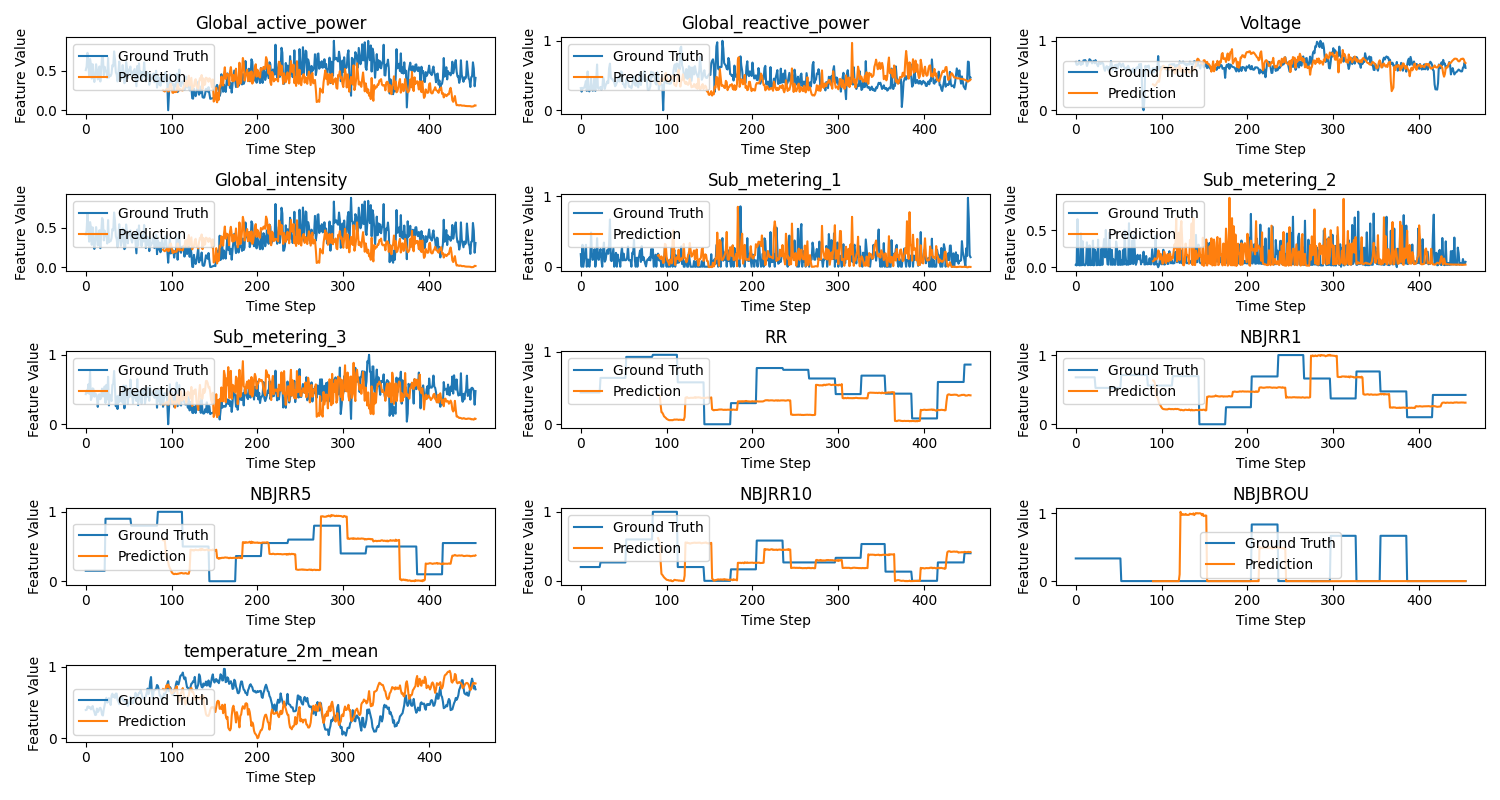 Global_active_power
Feature Value
0.5
0.0
Ground Truth
Prediction
0 100 200 300 400
Time Step
Global_reactive_power
Feature Value
1
0
Ground Truth
Prediction
0 100 200 300 400
Time Step
Voltage
Feature Value
1
0
Ground Truth
Prediction
0 100 200 300 400
Time Step
Global_intensity
Feature Value
0.5
0.0
Ground Truth
Prediction
0 100 200 300 400
Time Step
Sub_metering_1
Feature Value
1
0
Ground Truth
Prediction
0 100 200 300 400
Time Step
Sub_metering_2
Feature Value
0.5
0.0
Ground Truth
Prediction
0 100 200 300 400
Time Step
Sub_metering_3
Feature Value
1
0
Ground Truth
Prediction
0 100 200 300 400
Time Step
RR
Feature Value
1
0
Ground Truth
Prediction
0 100 200 300 400
Time Step
NBJRR1
Feature Value
1
0
Ground Truth
Prediction
0 100 200 300 400
Time Step
NBJRR5
Feature Value
1
0
Ground Truth
Prediction
0 100 200 300 400
Time Step
NBJRR10
Feature Value
1
0
Ground Truth
Prediction
0 100 200 300 400
Time Step
NBJBROU
Feature Value
1
0
Ground Truth
Prediction
0 100 200 300 400
Time Step
temperature_2m_mean
Feature Value
1
0
Ground Truth
Prediction
0 100 200 300 400
Time Step